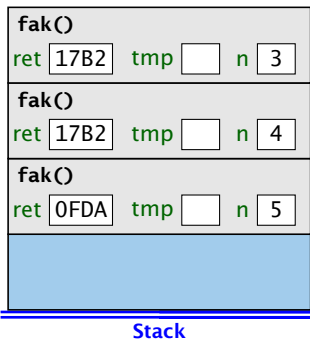 fak()
ret 17B2 tmp n 3
fak()
ret 17B2 tmp n 4
fak()
ret 0FDA tmp n 5
Stack